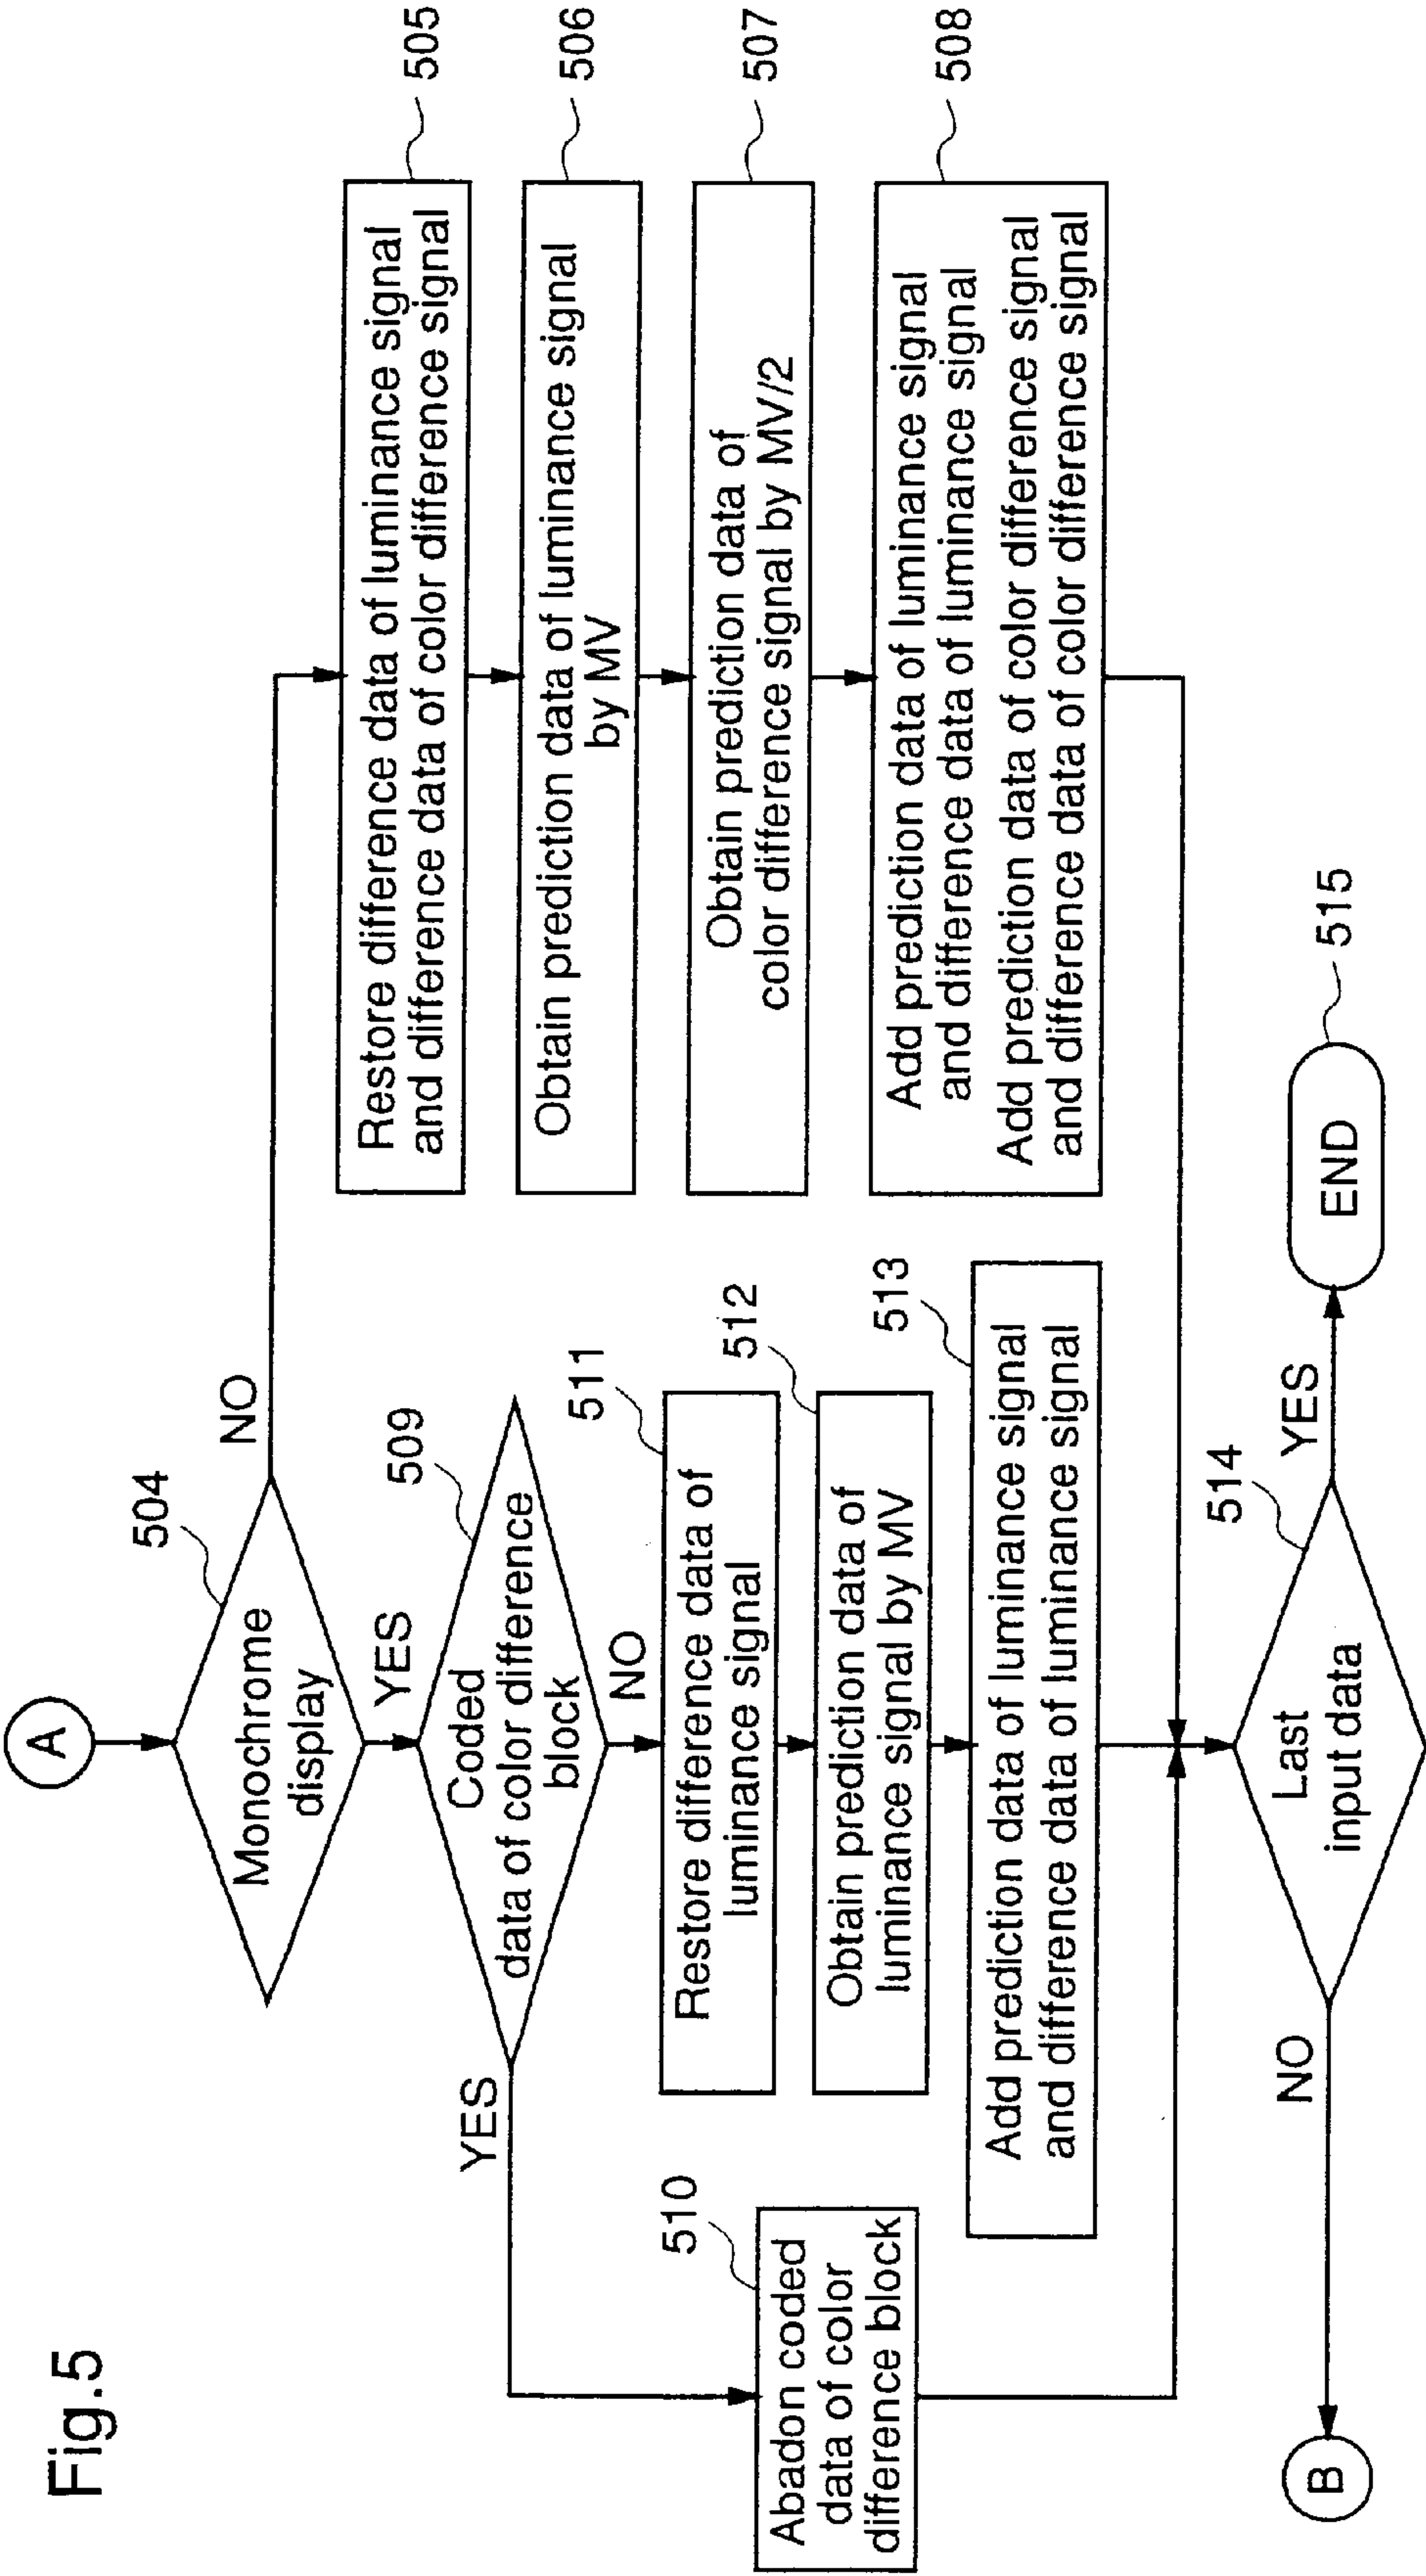 Fig.5
A
504
Monochrome
display
NO
YES
505
Restore difference data of luminance signal
and difference data of color difference signal
506
Obtain prediction data of luminance signal
by MV
507
Obtain prediction data of
color difference signal by MV/2
508
Add prediction data of luminance signal
and difference data of luminance signal
Add prediction data of color difference signal
and difference data of color difference signal
509
Coded
data of color difference
block
YES
NO
510
Abadon coded
data of color
difference block
511
Restore difference data of
luminance signal
512
Obtain prediction data of
luminance signal by MV
513
Add prediction data of luminance signal
and difference data of luminance signal
514
Last
input data
NO
YES
B
END
515